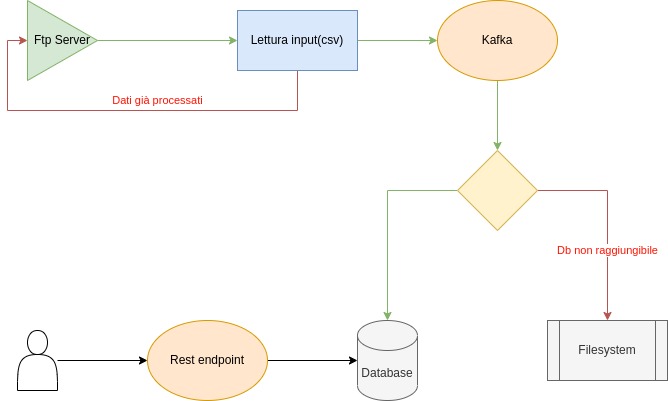 Ftp Server
Lettura input(csv)
Kafka
Dati già processati
Db non raggiungibile
Rest endpoint
Database
Filesystem